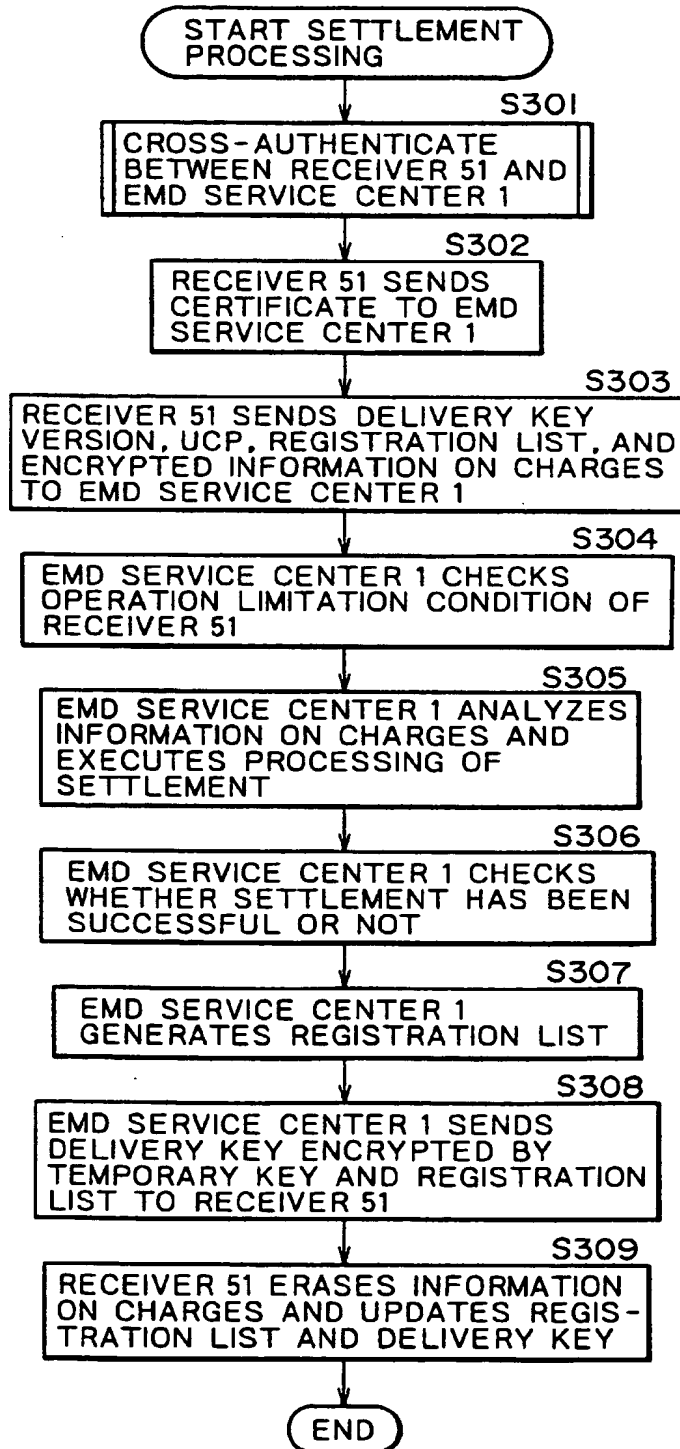 START SETTLEMENT
PROCESSING
S301
CROSS-AUTHENTICATE
BETWEEN RECEIVER 51 AND
EMD SERVICE CENTER 1
S302
RECEIVER 51 SENDS
CERTIFICATE TO EMD
SERVICE CENTER 1
S303
RECEIVER 51 SENDS DELIVERY KEY
VERSION, UCP, REGISTRATION LIST, AND
ENCRYPTED INFORMATION ON CHARGES
TO EMD SERVICE CENTER 1
S304
EMD SERVICE CENTER 1 CHECKS
OPERATION LIMITATION CONDITION OF
RECEIVER 51
S305
EMD SERVICE CENTER 1 ANALYZES
INFORMATION ON CHARGES AND
EXECUTES PROCESSING OF
SETTLEMENT
S306
EMD SERVICE CENTER 1 CHECKS
WHETHER SETTLEMENT HAS BEEN
SUCCESSFUL OR NOT
S307
EMD SERVICE CENTER 1
GENERATES REGISTRATION LIST
S308
EMD SERVICE CENTER 1 SENDS
DELIVERY KEY ENCRYPTED BY
TEMPORARY KEY AND REGISTRATION
LIST TO RECEIVER 51
S309
RECEIVER 51 ERASES INFORMATION
ON CHARGES AND UPDATES REGIS-
TRATION LIST AND DELIVERY KEY
END